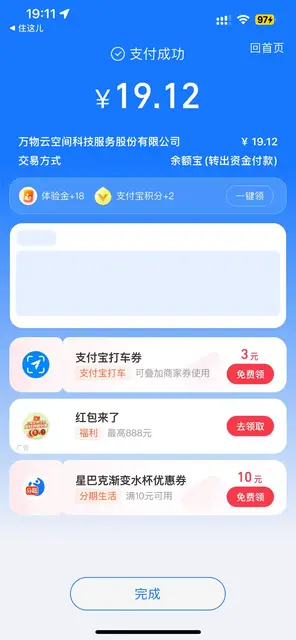 19:11
97
住这儿
支付成功
回首页
¥19.12
万物云空间科技服务股份有限公司
¥ 19.12
交易方式
余额宝 (转出资金付款)
体验金+18
支付宝积分+2
一键领
支付宝打车券
3元
支付宝打车
可叠加商家券使用
免费领
红包来了
福利
最高888元
去领取
广告
星巴克渐变水杯优惠券
10元
分期
分期生活
满10元可用
免费领
完成